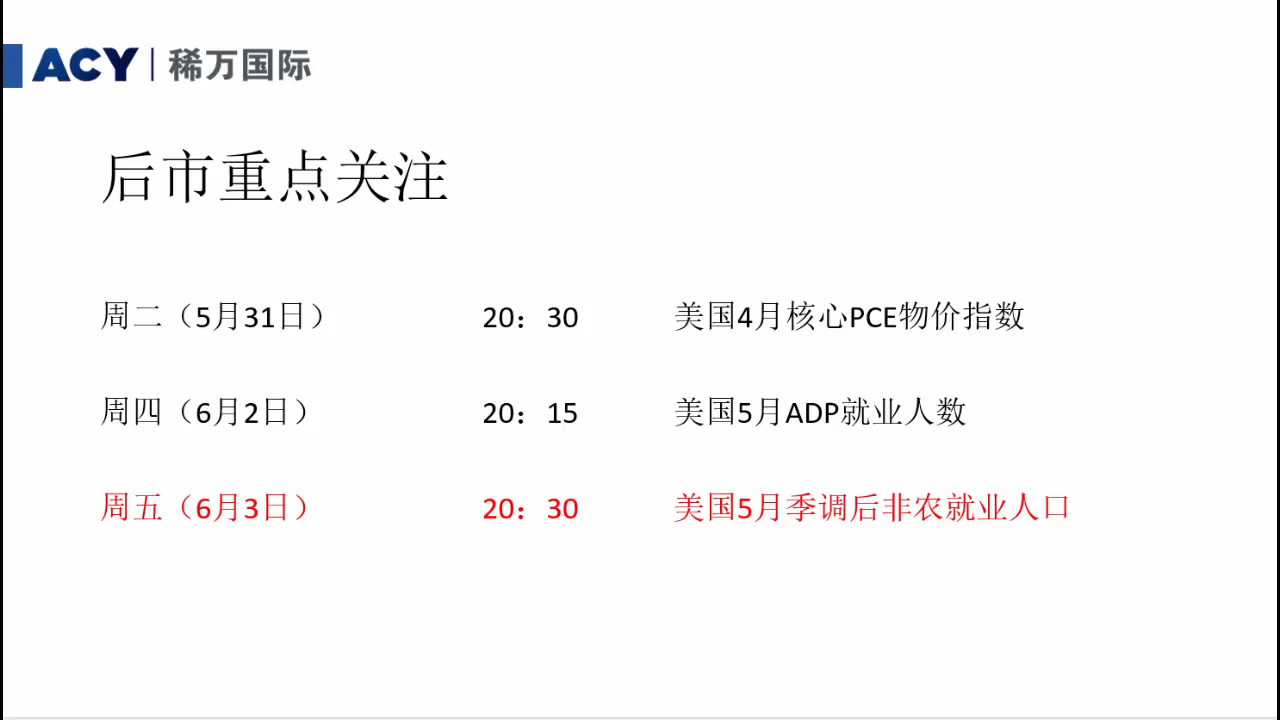 ACY | 稀万国际
后市重点关注
周二（5月31日） 20：30 美国4月核心PCE物价指数
周四（6月2日） 20：15 美国5月ADP就业人数
周五（6月3日） 20：30 美国5月季调后非农就业人口